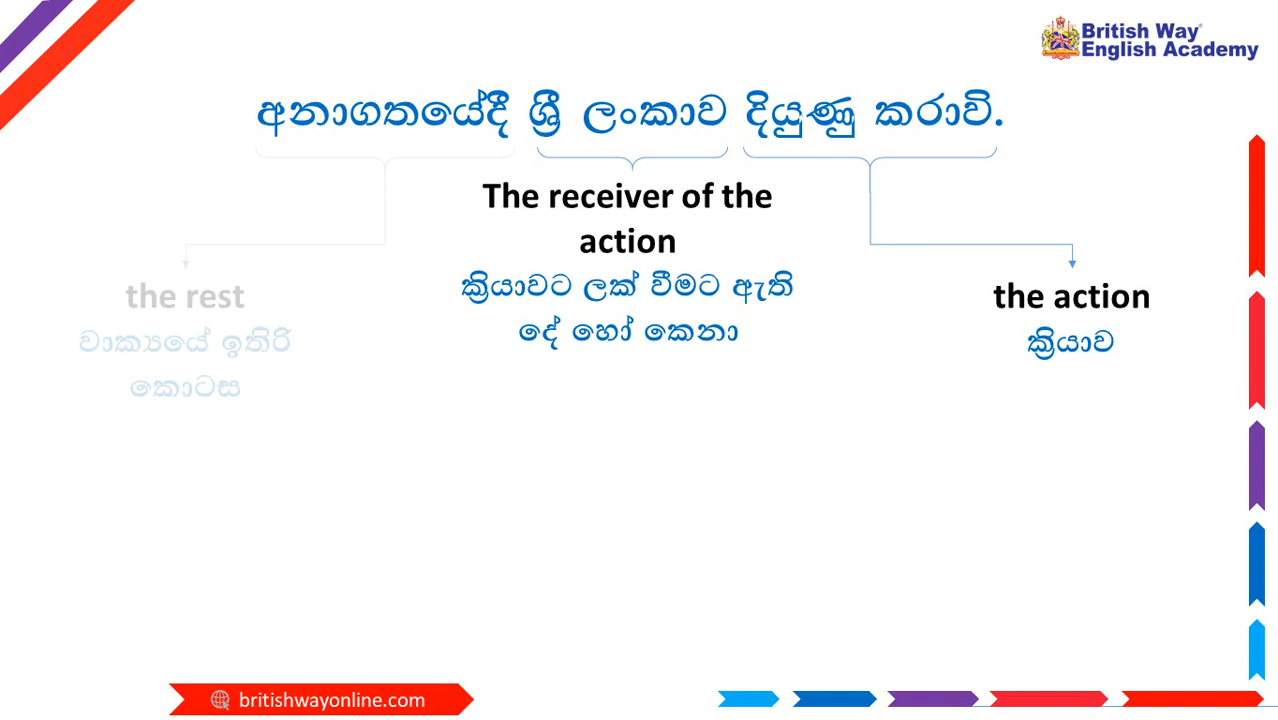 British Way
English Academy
අනාගතයේදී ශ්‍රී ලංකාව දියුණු කරාවි.
The receiver of the
action
ක්‍රියාවට ලක් වීමට ඇති
දේ හෝ කෙනා
the rest
වාක්‍යයේ ඉතිරි
කොටස
the action
ක්‍රියාව
britishwayonline.com